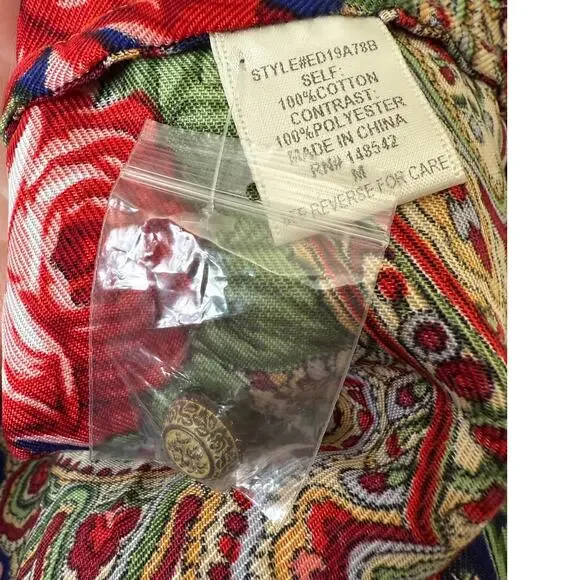 STYLE#ED19A78B
SELF:
100%COTTON
CONTRAST:
100%POLYESTER
MADE IN CHINA
RN# 148542
M
REVERSE FOR CARE